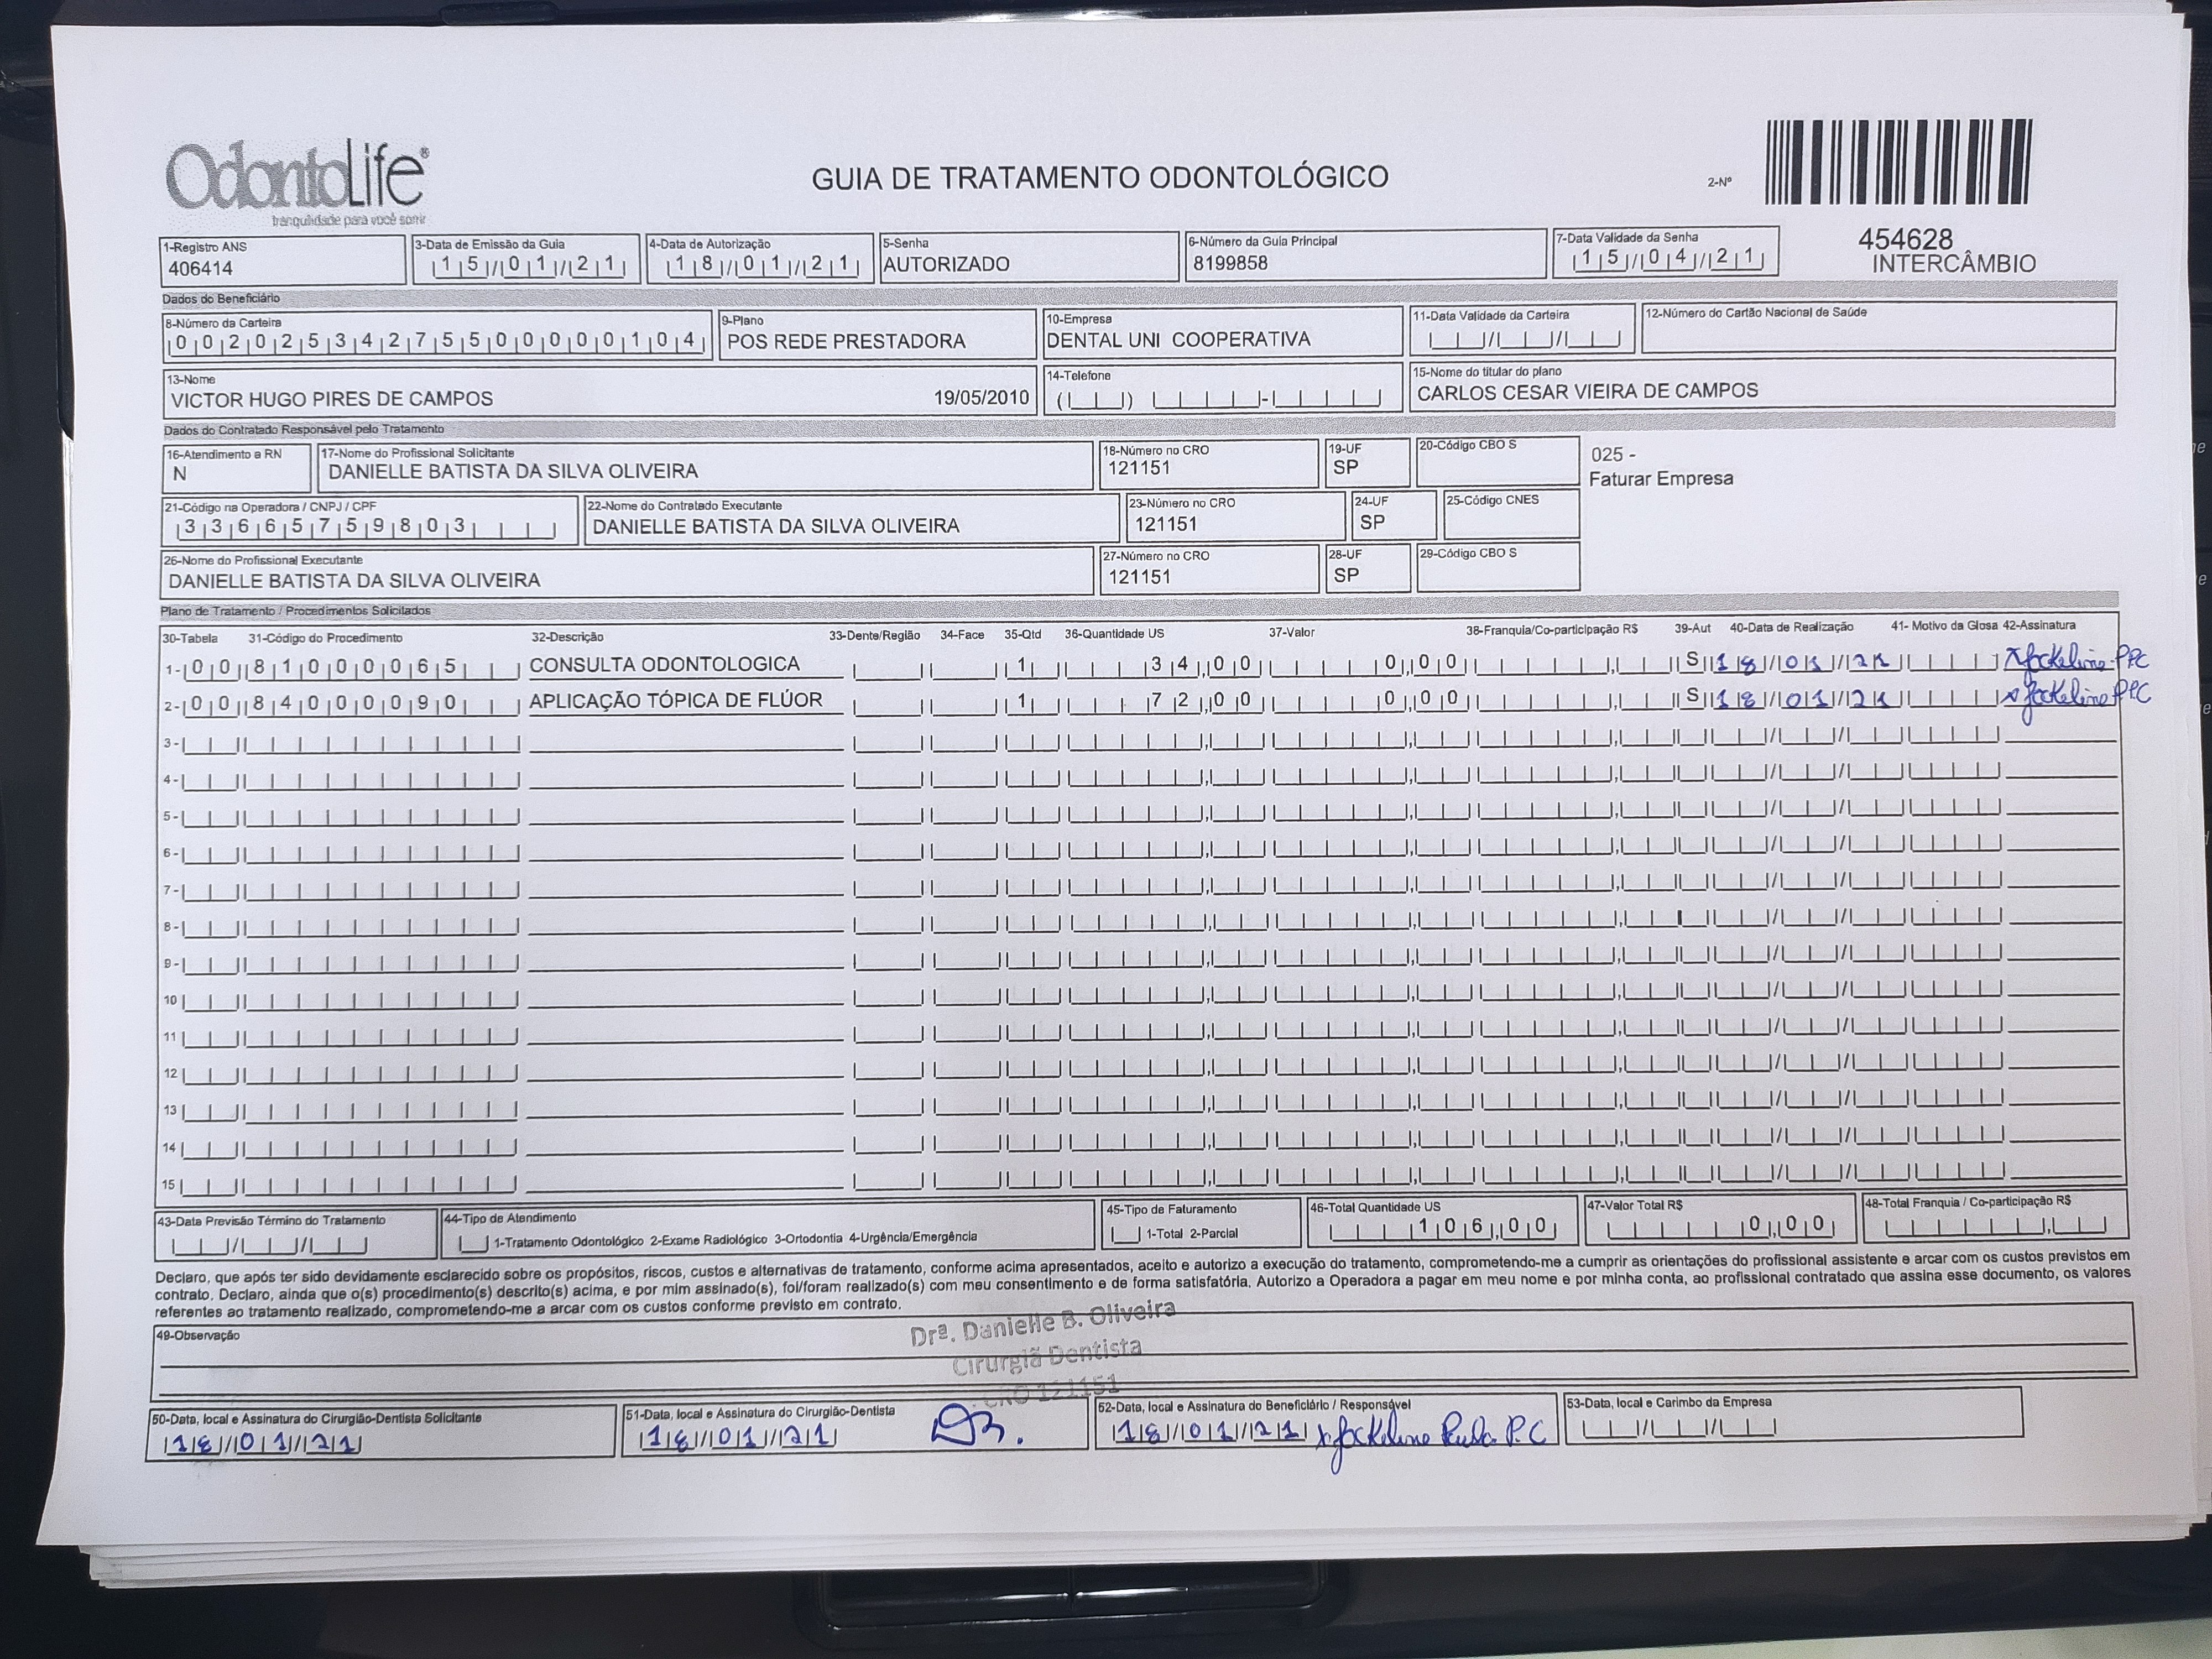 OdontoLife®
tranquilidade para você sorrir
GUIA DE TRATAMENTO ODONTOLÓGICO
2-Nº
454628
INTERCÂMBIO
1-Registro ANS
406414
3-Data de Emissão da Guia
15/01/21
4-Data de Autorização
18/01/21
5-Senha
AUTORIZADO
6-Número da Guia Principal
8199858
7-Data Validade da Senha
15/04/21
Dados do Beneficiário
8-Número da Carteira
00202534275500000104
9-Plano
POS REDE PRESTADORA
10-Empresa
DENTAL UNI COOPERATIVA
11-Data Validade da Carteira
12-Número do Cartão Nacional de Saúde
13-Nome
VICTOR HUGO PIRES DE CAMPOS 19/05/2010
14-Telefone
15-Nome do titular do plano
CARLOS CESAR VIEIRA DE CAMPOS
Dados do Contratado Responsável pelo Tratamento
16-Atendimento a RN
N
17-Nome do Profissional Solicitante
DANIELLE BATISTA DA SILVA OLIVEIRA
18-Número no CRO
121151
19-UF
SP
20-Código CBO S
025 -
Faturar Empresa
21-Código na Operadora / CNPJ / CPF
33665759803
22-Nome do Contratado Executante
DANIELLE BATISTA DA SILVA OLIVEIRA
23-Número no CRO
121151
24-UF
SP
25-Código CNES
26-Nome do Profissional Executante
DANIELLE BATISTA DA SILVA OLIVEIRA
27-Número no CRO
121151
28-UF
SP
29-Código CBO S
Plano de Tratamento / Procedimentos Solicitados
30-Tabela 31-Código do Procedimento 32-Descrição 33-Dente/Região 34-Face 35-Qtd 36-Quantidade US 37-Valor 38-Franquia/Co-participação R$ 39-Aut 40-Data de Realização 41- Motivo da Glosa 42-Assinatura
1- 00 81000065 CONSULTA ODONTOLOGICA 1 34,00 0,00 S 18/01/21 x Jackeline PPC
2- 00 84000090 APLICAÇÃO TÓPICA DE FLÚOR 1 72,00 0,00 S 18/01/21 x Jackeline PPC
3-
4-
5-
6-
7-
8-
9-
10
11
12
13
14
15
43-Data Previsão Término do Tratamento
44-Tipo de Atendimento
1-Tratamento Odontológico 2-Exame Radiológico 3-Ortodontia 4-Urgência/Emergência
45-Tipo de Faturamento
1-Total 2-Parcial
46-Total Quantidade US
106,00
47-Valor Total R$
0,00
48-Total Franquia / Co-participação R$
Declaro, que após ter sido devidamente esclarecido sobre os propósitos, riscos, custos e alternativas de tratamento, conforme acima apresentados, aceito e autorizo a execução do tratamento, comprometendo-me a cumprir as orientações do profissional assistente e arcar com os custos previstos em
contrato. Declaro, ainda que o(s) procedimento(s) descrito(s) acima, e por mim assinado(s), foi/foram realizado(s) com meu consentimento e de forma satisfatória. Autorizo a Operadora a pagar em meu nome e por minha conta, ao profissional contratado que assina esse documento, os valores
referentes ao tratamento realizado, comprometendo-me a arcar com os custos conforme previsto em contrato.
49-Observação
Drª. Danielle B. Oliveira
Cirurgiã Dentista
CRO 121151
50-Data, local e Assinatura do Cirurgião-Dentista Solicitante
18/01/21
51-Data, local e Assinatura do Cirurgião-Dentista
18/01/21
52-Data, local e Assinatura do Beneficiário / Responsável
18/01/21 x Jackeline Paula P.C
53-Data, local e Carimbo da Empresa